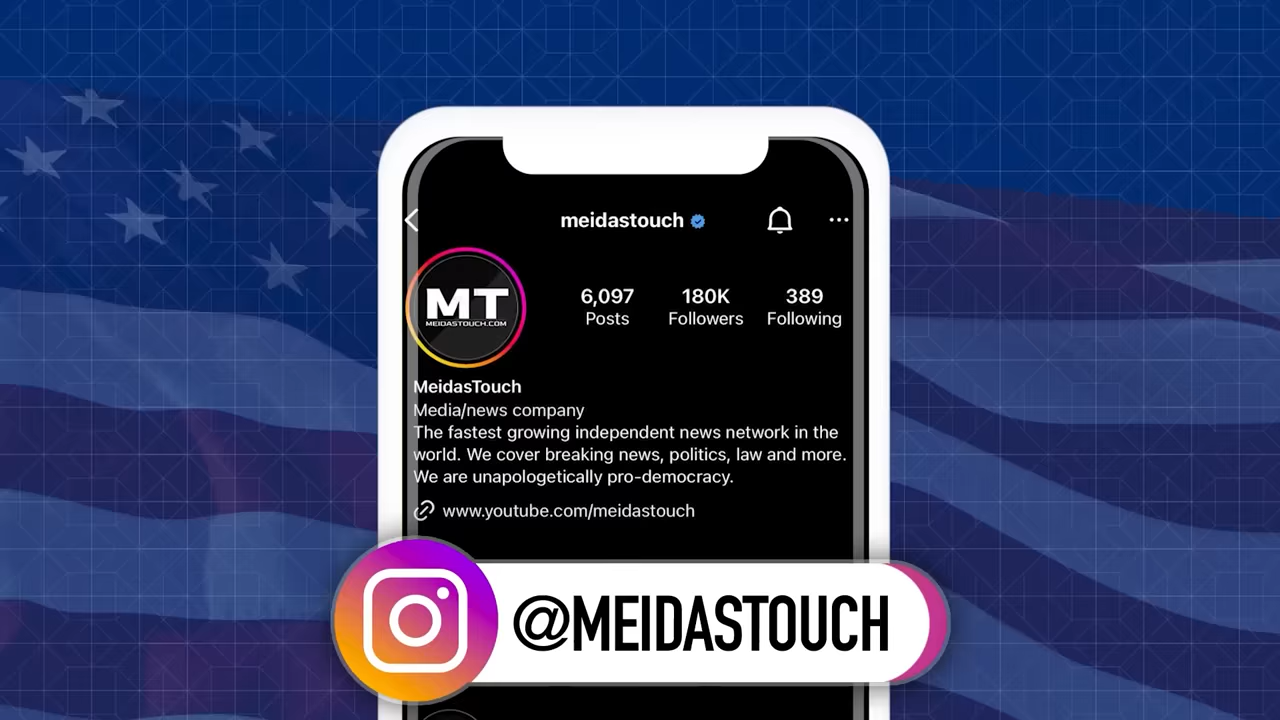 meidastouch
MT
MEIDASTOUCH.COM
6,097 180K 389
Posts Followers Following
MeidasTouch
Media/news company
The fastest growing independent news network in the
world. We cover breaking news, politics, law and more.
We are unapologetically pro-democracy.
www.youtube.com/meidastouch
@MEIDASTOUCH